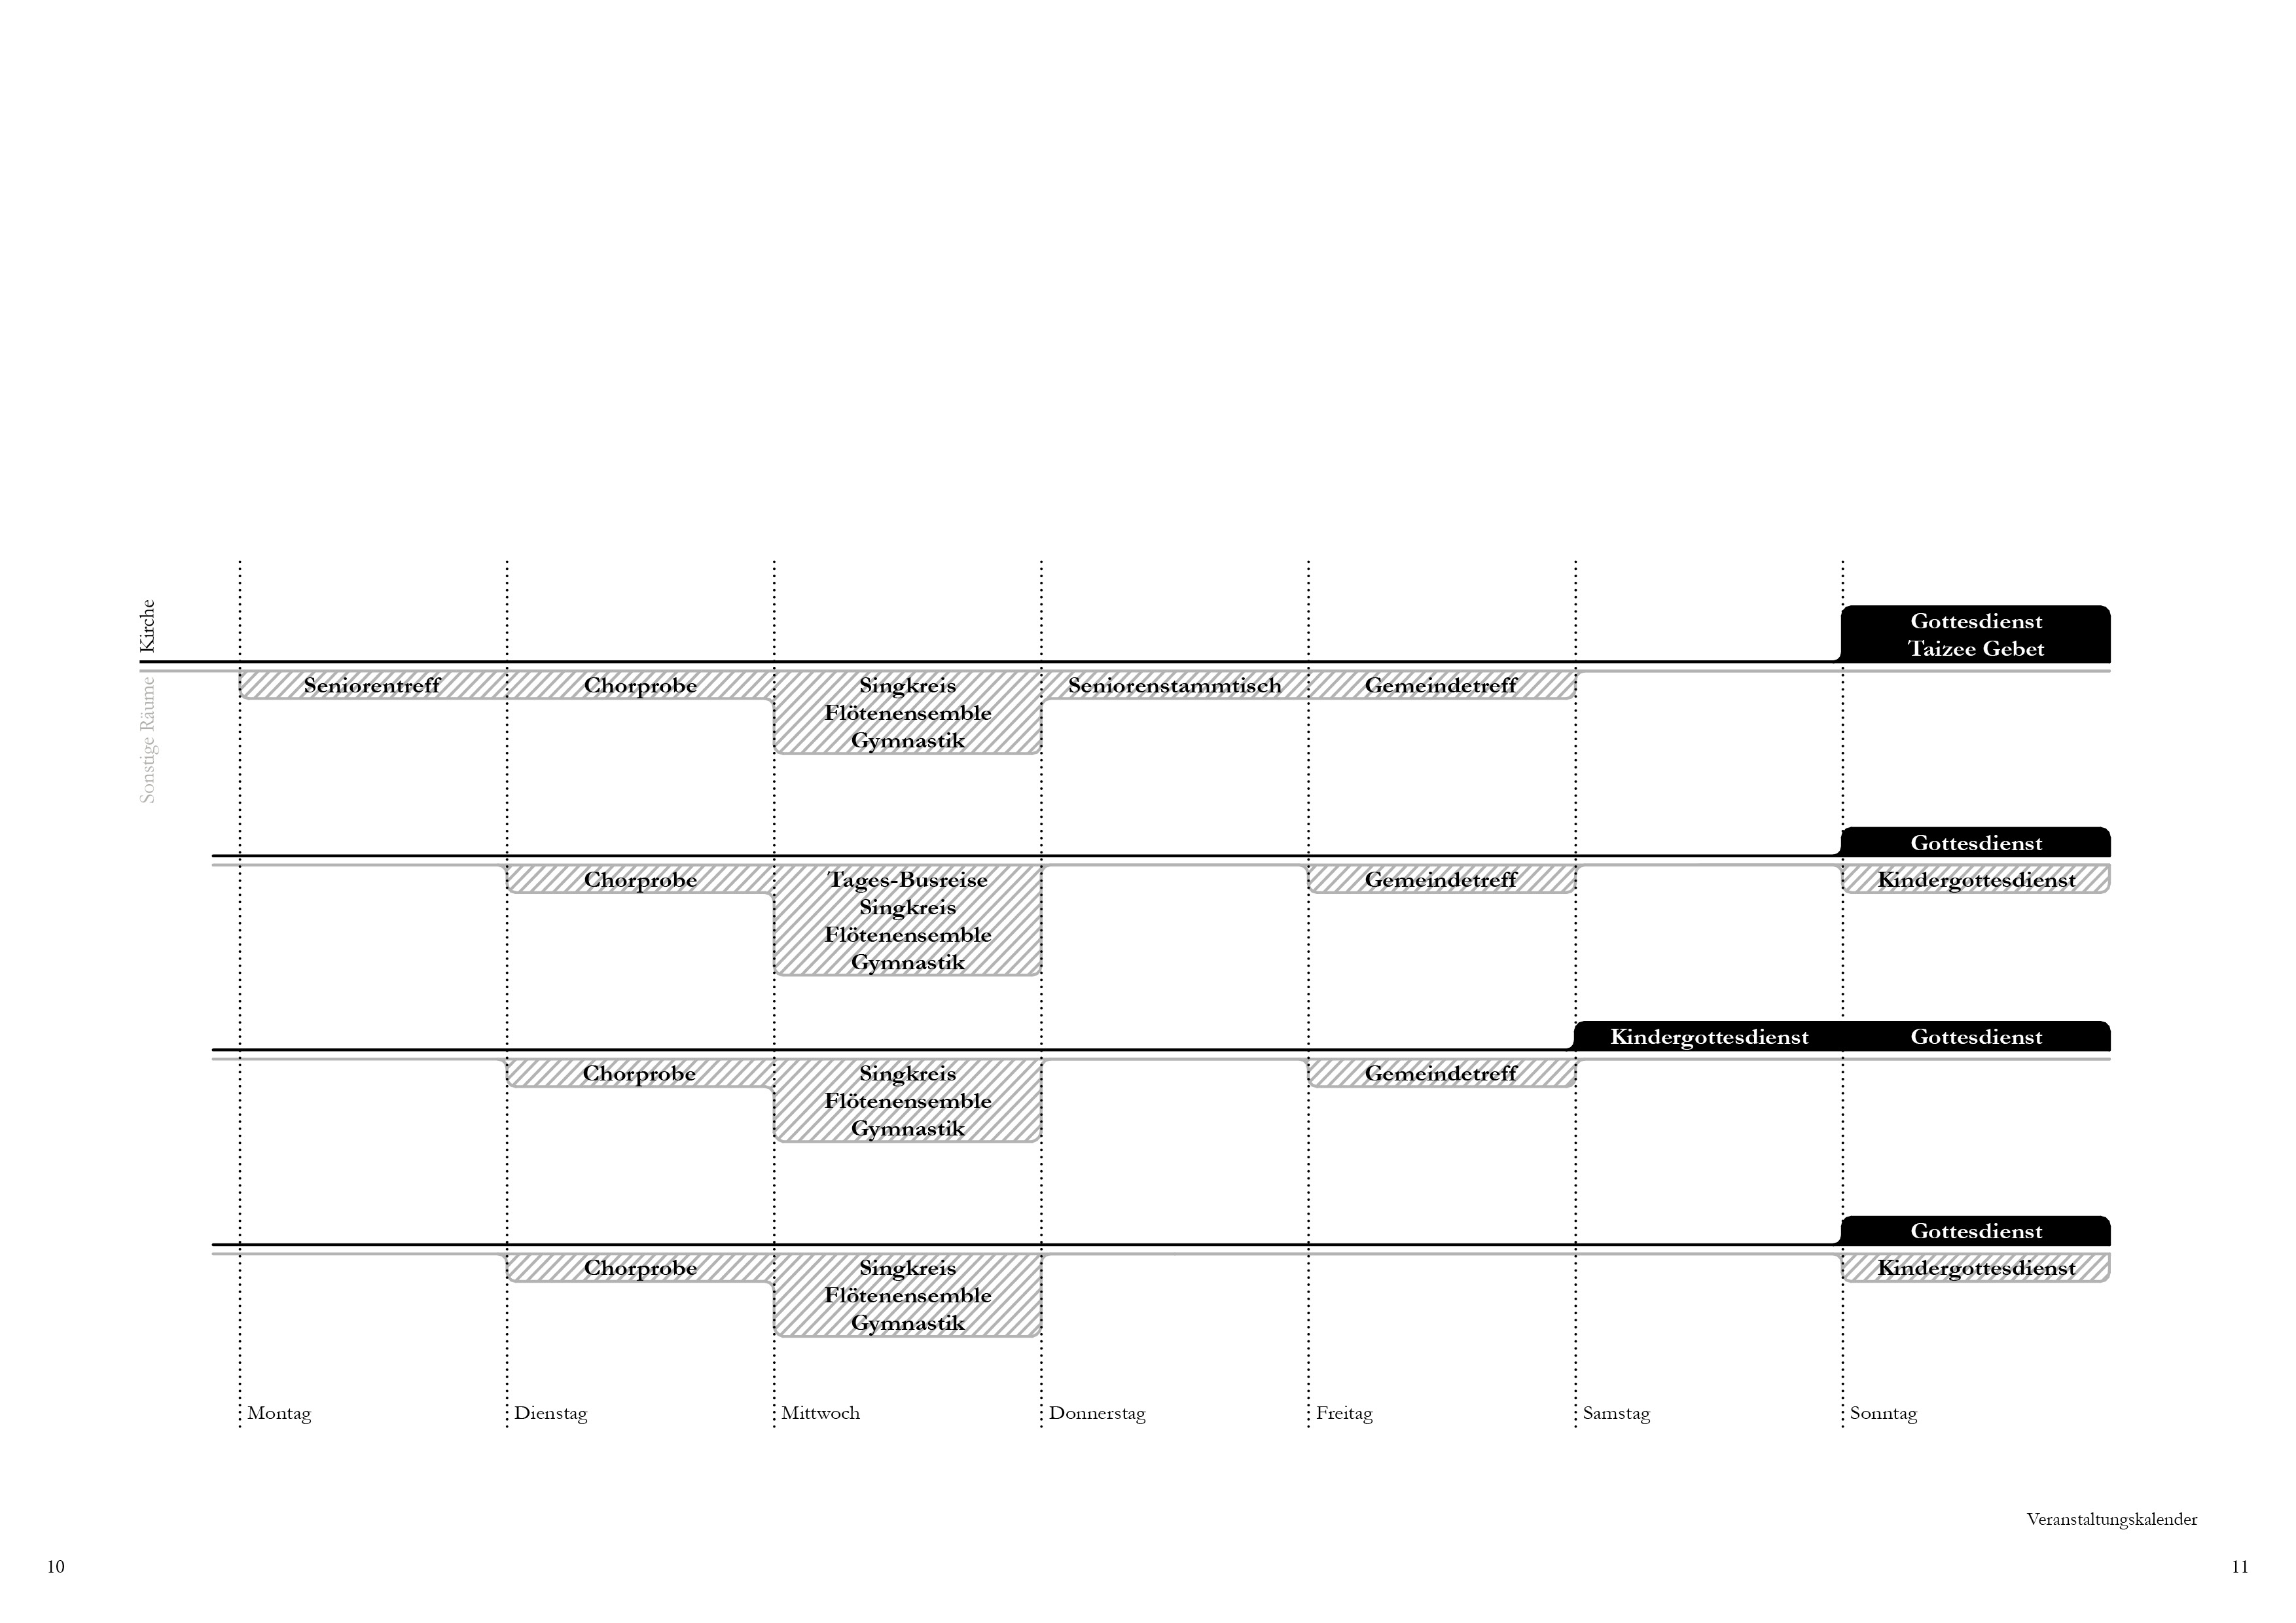 Kirche
Sonstige Räume
Gottesdienst
Taizee Gebet
Seniorentreff
Chorprobe
Singkreis
Flötenensemble
Gymnastik
Seniorenstammtisch
Gemeindetreff
Gottesdienst
Chorprobe
Tages-Busreise
Singkreis
Flötenensemble
Gymnastik
Gemeindetreff
Kindergottesdienst
Kindergottesdienst
Gottesdienst
Chorprobe
Singkreis
Flötenensemble
Gymnastik
Gemeindetreff
Gottesdienst
Chorprobe
Singkreis
Flötenensemble
Gymnastik
Kindergottesdienst
Montag
Dienstag
Mittwoch
Donnerstag
Freitag
Samstag
Sonntag
Veranstaltungskalender
10
11